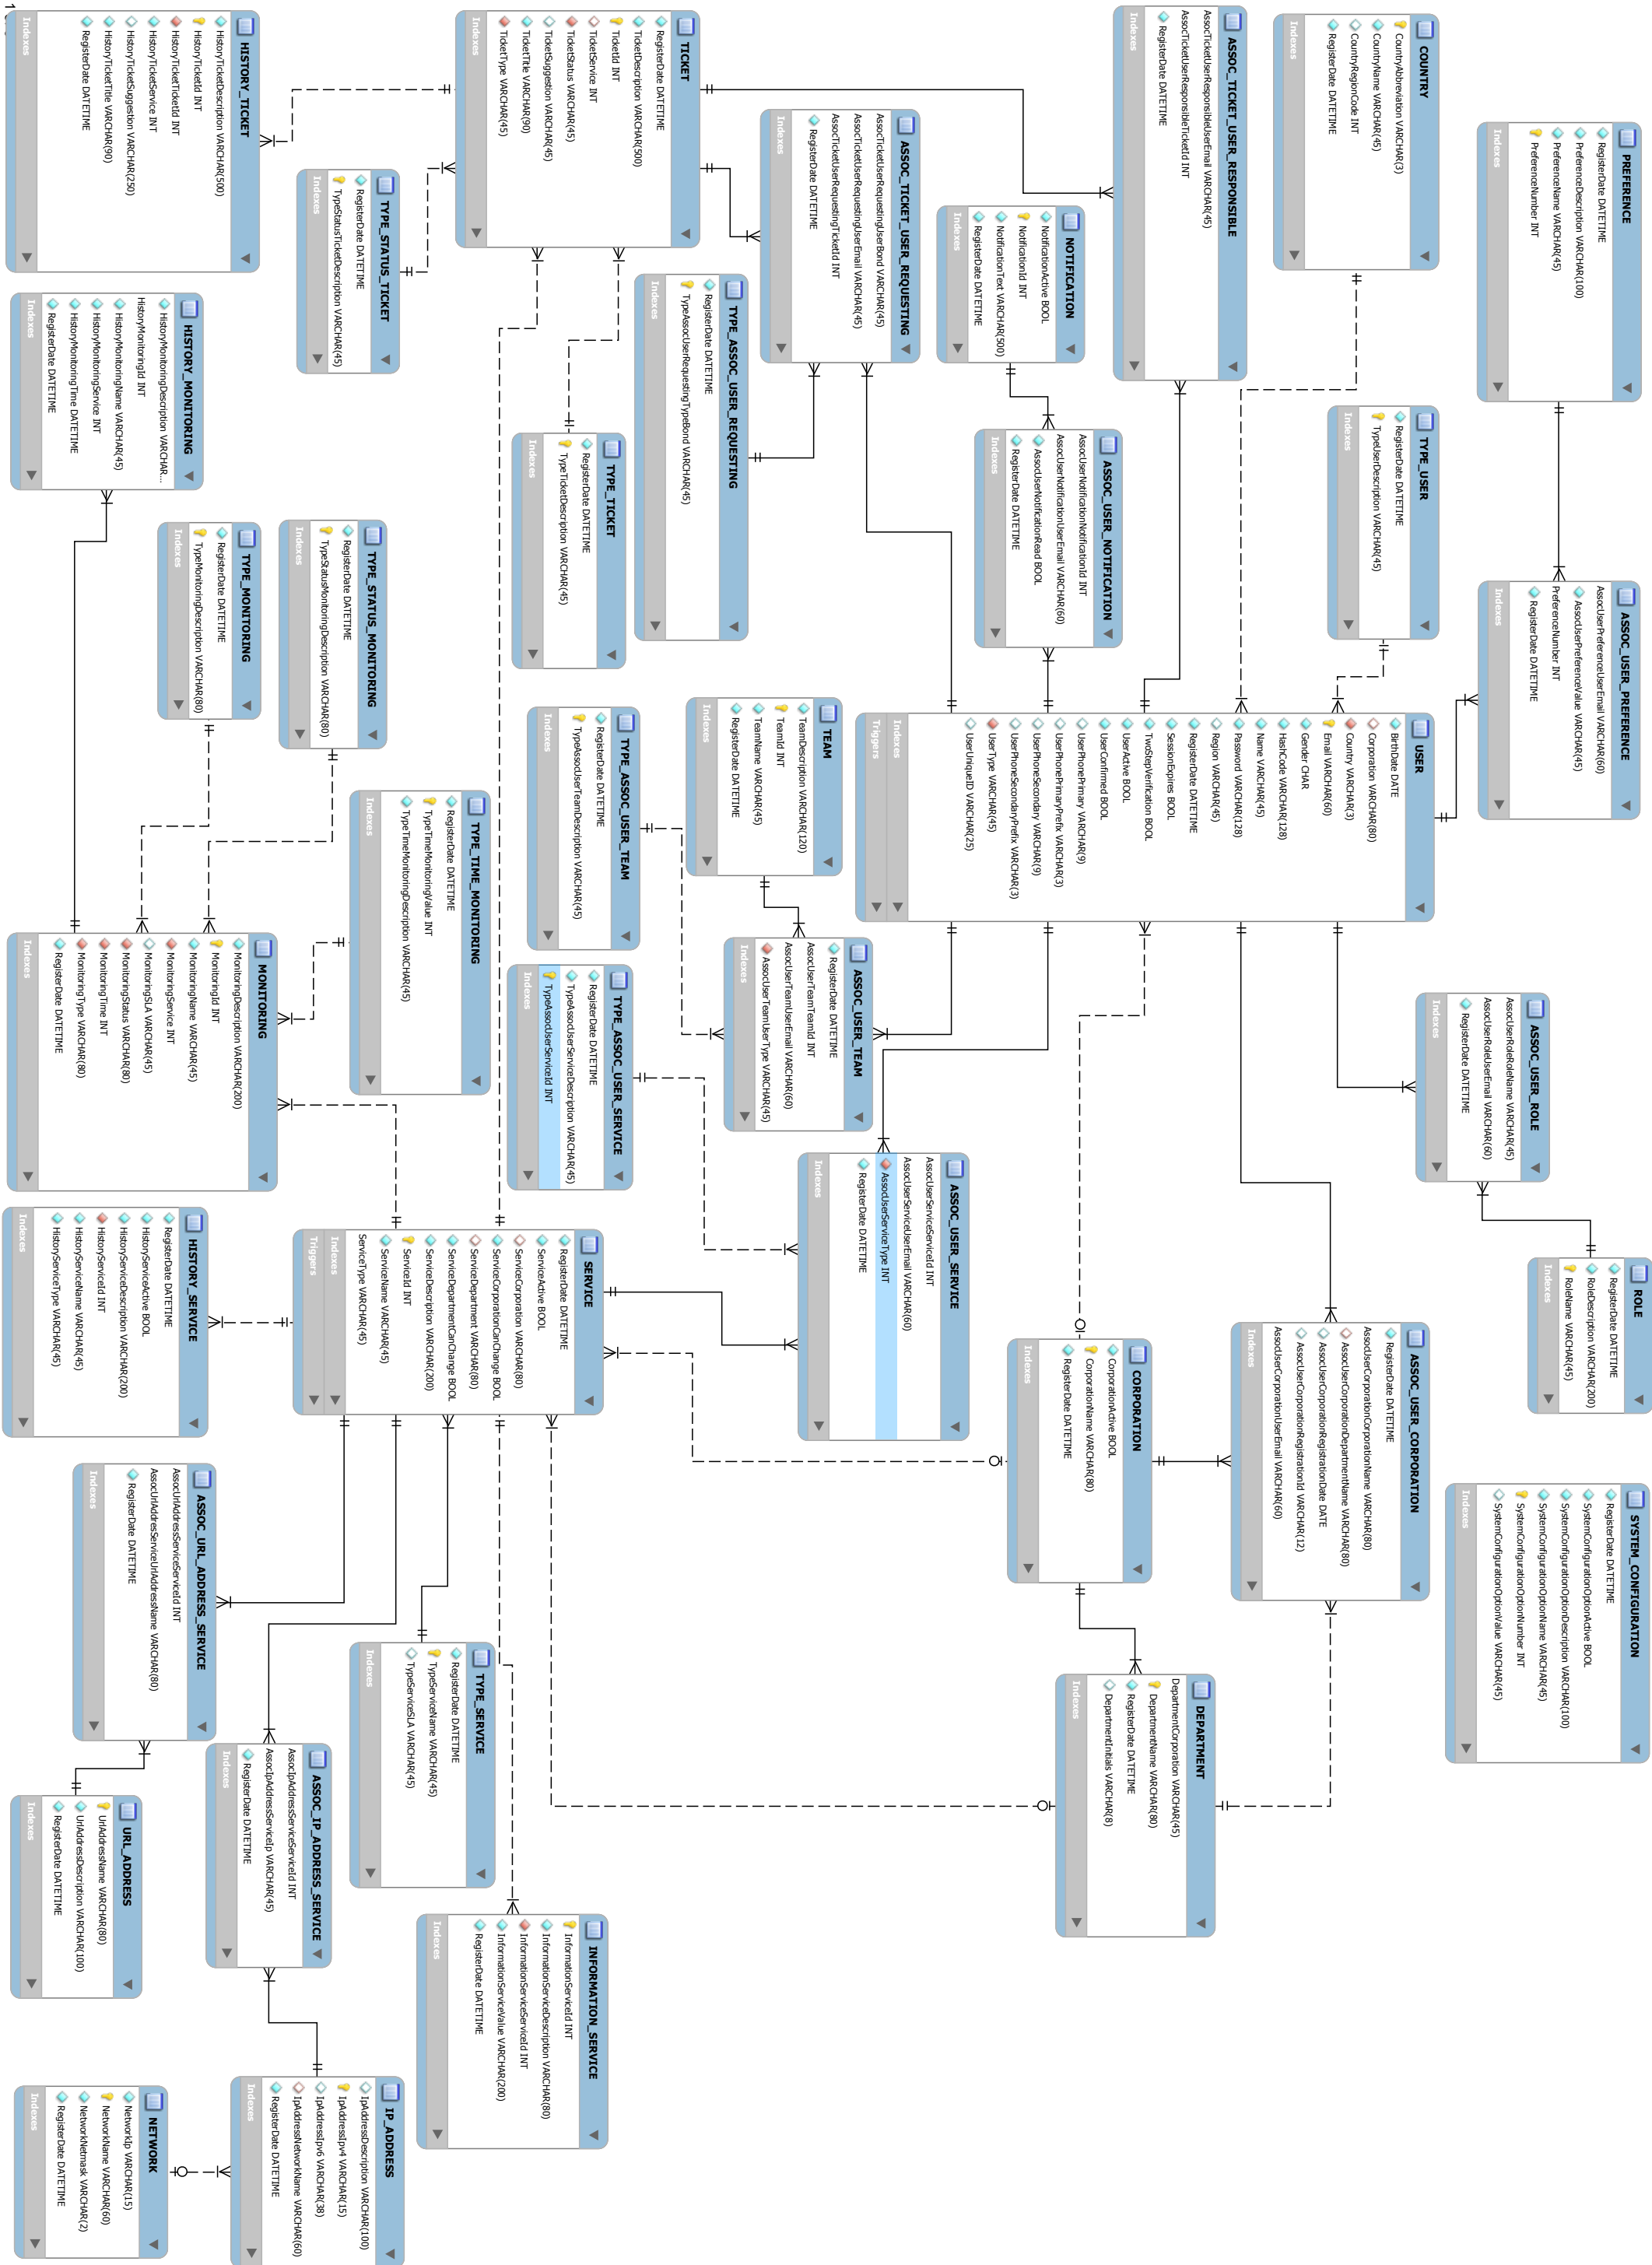 PREFERENCE
RegisterDate DATETIME
PreferenceDescription VARCHAR(100)
PreferenceName VARCHAR(45)
PreferenceNumber INT
Indexes
ASSOC_USER_PREFERENCE
AssocUserPreferenceUserEmail VARCHAR(60)
AssocUserPreferenceValue VARCHAR(45)
PreferenceNumber INT
RegisterDate DATETIME
Indexes
ROLE
RegisterDate DATETIME
RoleDescription VARCHAR(200)
RoleName VARCHAR(45)
Indexes
SYSTEM_CONFIGURATION
RegisterDate DATETIME
SystemConfigurationOptionActive BOOL
SystemConfigurationOptionDescription VARCHAR(100)
SystemConfigurationOptionName VARCHAR(45)
SystemConfigurationOptionNumber INT
SystemConfigurationOptionValue VARCHAR(45)
Indexes
COUNTRY
CountryAbbreviation VARCHAR(3)
CountryName VARCHAR(45)
CountryRegionCode INT
RegisterDate DATETIME
Indexes
TYPE_USER
RegisterDate DATETIME
TypeUserDescription VARCHAR(45)
Indexes
USER
BirthDate DATE
Corporation VARCHAR(80)
Country VARCHAR(3)
Email VARCHAR(60)
Gender CHAR
HashCode VARCHAR(128)
Name VARCHAR(45)
Password VARCHAR(128)
Region VARCHAR(45)
RegisterDate DATETIME
SessionExpires BOOL
TwoStepVerification BOOL
UserActive BOOL
UserConfirmed BOOL
UserPhonePrimary VARCHAR(9)
UserPhonePrimaryPrefix VARCHAR(3)
UserPhoneSecondary VARCHAR(9)
UserPhoneSecondaryPrefix VARCHAR(3)
UserType VARCHAR(45)
UserUniqueID VARCHAR(25)
Indexes
Triggers
ASSOC_USER_ROLE
AssocUserRoleRoleName VARCHAR(45)
AssocUserRoleUserEmail VARCHAR(60)
RegisterDate DATETIME
Indexes
ASSOC_USER_CORPORATION
RegisterDate DATETIME
AssocUserCorporationCorporationName VARCHAR(80)
AssocUserCorporationDepartmentName VARCHAR(80)
AssocUserCorporationRegistrationDate DATE
AssocUserCorporationRegistrationId VARCHAR(12)
AssocUserCorporationUserEmail VARCHAR(60)
Indexes
ASSOC_TICKET_USER_RESPONSIBLE
AssocTicketUserResponsibleUserEmail VARCHAR(45)
AssocTicketUserResponsibleTicketId INT
RegisterDate DATETIME
Indexes
CORPORATION
CorporationActive BOOL
CorporationName VARCHAR(80)
RegisterDate DATETIME
Indexes
DEPARTMENT
DepartmentCorporation VARCHAR(45)
DepartmentName VARCHAR(80)
RegisterDate DATETIME
DepartmentInitials VARCHAR(8)
Indexes
NOTIFICATION
NotificationActive BOOL
NotificationId INT
NotificationText VARCHAR(500)
RegisterDate DATETIME
Indexes
ASSOC_USER_NOTIFICATION
AssocUserNotificationNotificationId INT
AssocUserNotificationUserEmail VARCHAR(60)
AssocUserNotificationRead BOOL
RegisterDate DATETIME
Indexes
ASSOC_TICKET_USER_REQUESTING
AssocTicketUserRequestingUserBond VARCHAR(45)
AssocTicketUserRequestingUserEmail VARCHAR(45)
AssocTicketUserRequestingTicketId INT
RegisterDate DATETIME
Indexes
TYPE_ASSOC_USER_REQUESTING
RegisterDate DATETIME
TypeAssocUserRequestingTypeBond VARCHAR(45)
Indexes
TEAM
TeamDescription VARCHAR(120)
TeamId INT
TeamName VARCHAR(45)
RegisterDate DATETIME
Indexes
ASSOC_USER_TEAM
RegisterDate DATETIME
AssocUserTeamTeamId INT
AssocUserTeamUserEmail VARCHAR(60)
AssocUserTeamUserType VARCHAR(45)
Indexes
ASSOC_USER_SERVICE
AssocUserServiceServiceId INT
AssocUserServiceUserEmail VARCHAR(60)
AssocUserServiceType INT
RegisterDate DATETIME
Indexes
TICKET
RegisterDate DATETIME
TicketDescription VARCHAR(500)
TicketId INT
TicketService INT
TicketStatus VARCHAR(45)
TicketSuggestion VARCHAR(45)
TicketTitle VARCHAR(90)
TicketType VARCHAR(45)
Indexes
TYPE_TICKET
RegisterDate DATETIME
TypeTicketDescription VARCHAR(45)
Indexes
TYPE_ASSOC_USER_TEAM
RegisterDate DATETIME
TypeAssocUserTeamDescription VARCHAR(45)
Indexes
TYPE_ASSOC_USER_SERVICE
RegisterDate DATETIME
TypeAssocUserServiceDescription VARCHAR(45)
TypeAssocUserServiceId INT
Indexes
SERVICE
RegisterDate DATETIME
ServiceActive BOOL
ServiceCorporation VARCHAR(80)
ServiceCorporationCanChange BOOL
ServiceDepartment VARCHAR(80)
ServiceDepartmentCanChange BOOL
ServiceDescription VARCHAR(200)
ServiceId INT
ServiceName VARCHAR(45)
ServiceType VARCHAR(45)
Indexes
Triggers
INFORMATION_SERVICE
InformationServiceId INT
InformationServiceDescription VARCHAR(80)
InformationServiceServiceId INT
InformationServiceValue VARCHAR(200)
RegisterDate DATETIME
Indexes
TYPE_STATUS_TICKET
RegisterDate DATETIME
TypeStatusTicketDescription VARCHAR(45)
Indexes
TYPE_STATUS_MONITORING
RegisterDate DATETIME
TypeStatusMonitoringDescription VARCHAR(80)
Indexes
TYPE_TIME_MONITORING
RegisterDate DATETIME
TypeTimeMonitoringValue INT
TypeTimeMonitoringDescription VARCHAR(45)
Indexes
TYPE_SERVICE
RegisterDate DATETIME
TypeServiceName VARCHAR(45)
TypeServiceSLA VARCHAR(45)
Indexes
HISTORY_TICKET
HistoryTicketDescription VARCHAR(500)
HistoryTicketId INT
HistoryTicketTicketId INT
HistoryTicketService INT
HistoryTicketSuggestion VARCHAR(250)
HistoryTicketTitle VARCHAR(90)
RegisterDate DATETIME
Indexes
HISTORY_MONITORING
HistoryMonitoringDescription VARCHAR...
HistoryMonitoringId INT
HistoryMonitoringName VARCHAR(45)
HistoryMonitoringService INT
HistoryMonitoringTime DATETIME
RegisterDate DATETIME
Indexes
TYPE_MONITORING
RegisterDate DATETIME
TypeMonitoringDescription VARCHAR(80)
Indexes
MONITORING
MonitoringDescription VARCHAR(200)
MonitoringId INT
MonitoringName VARCHAR(45)
MonitoringService INT
MonitoringSLA VARCHAR(45)
MonitoringStatus VARCHAR(80)
MonitoringTime INT
MonitoringType VARCHAR(80)
RegisterDate DATETIME
Indexes
HISTORY_SERVICE
RegisterDate DATETIME
HistoryServiceActive BOOL
HistoryServiceDescription VARCHAR(200)
HistoryServiceId INT
HistoryServiceName VARCHAR(45)
HistoryServiceType VARCHAR(45)
Indexes
ASSOC_URL_ADDRESS_SERVICE
AssocUrlAddressServiceServiceId INT
AssocUrlAddressServiceUrlAddressName VARCHAR(80)
RegisterDate DATETIME
Indexes
ASSOC_IP_ADDRESS_SERVICE
AssocIpAddressServiceServiceId INT
AssocIpAddressServiceIp VARCHAR(45)
RegisterDate DATETIME
Indexes
URL_ADDRESS
UrlAddressName VARCHAR(80)
UrlAddressDescription VARCHAR(100)
RegisterDate DATETIME
Indexes
IP_ADDRESS
IpAddressDescription VARCHAR(100)
IpAddressIpv4 VARCHAR(15)
IpAddressIpv6 VARCHAR(38)
IpAddressNetworkName VARCHAR(60)
RegisterDate DATETIME
Indexes
NETWORK
NetworkIp VARCHAR(15)
NetworkName VARCHAR(60)
NetworkNetmask VARCHAR(2)
RegisterDate DATETIME
Indexes